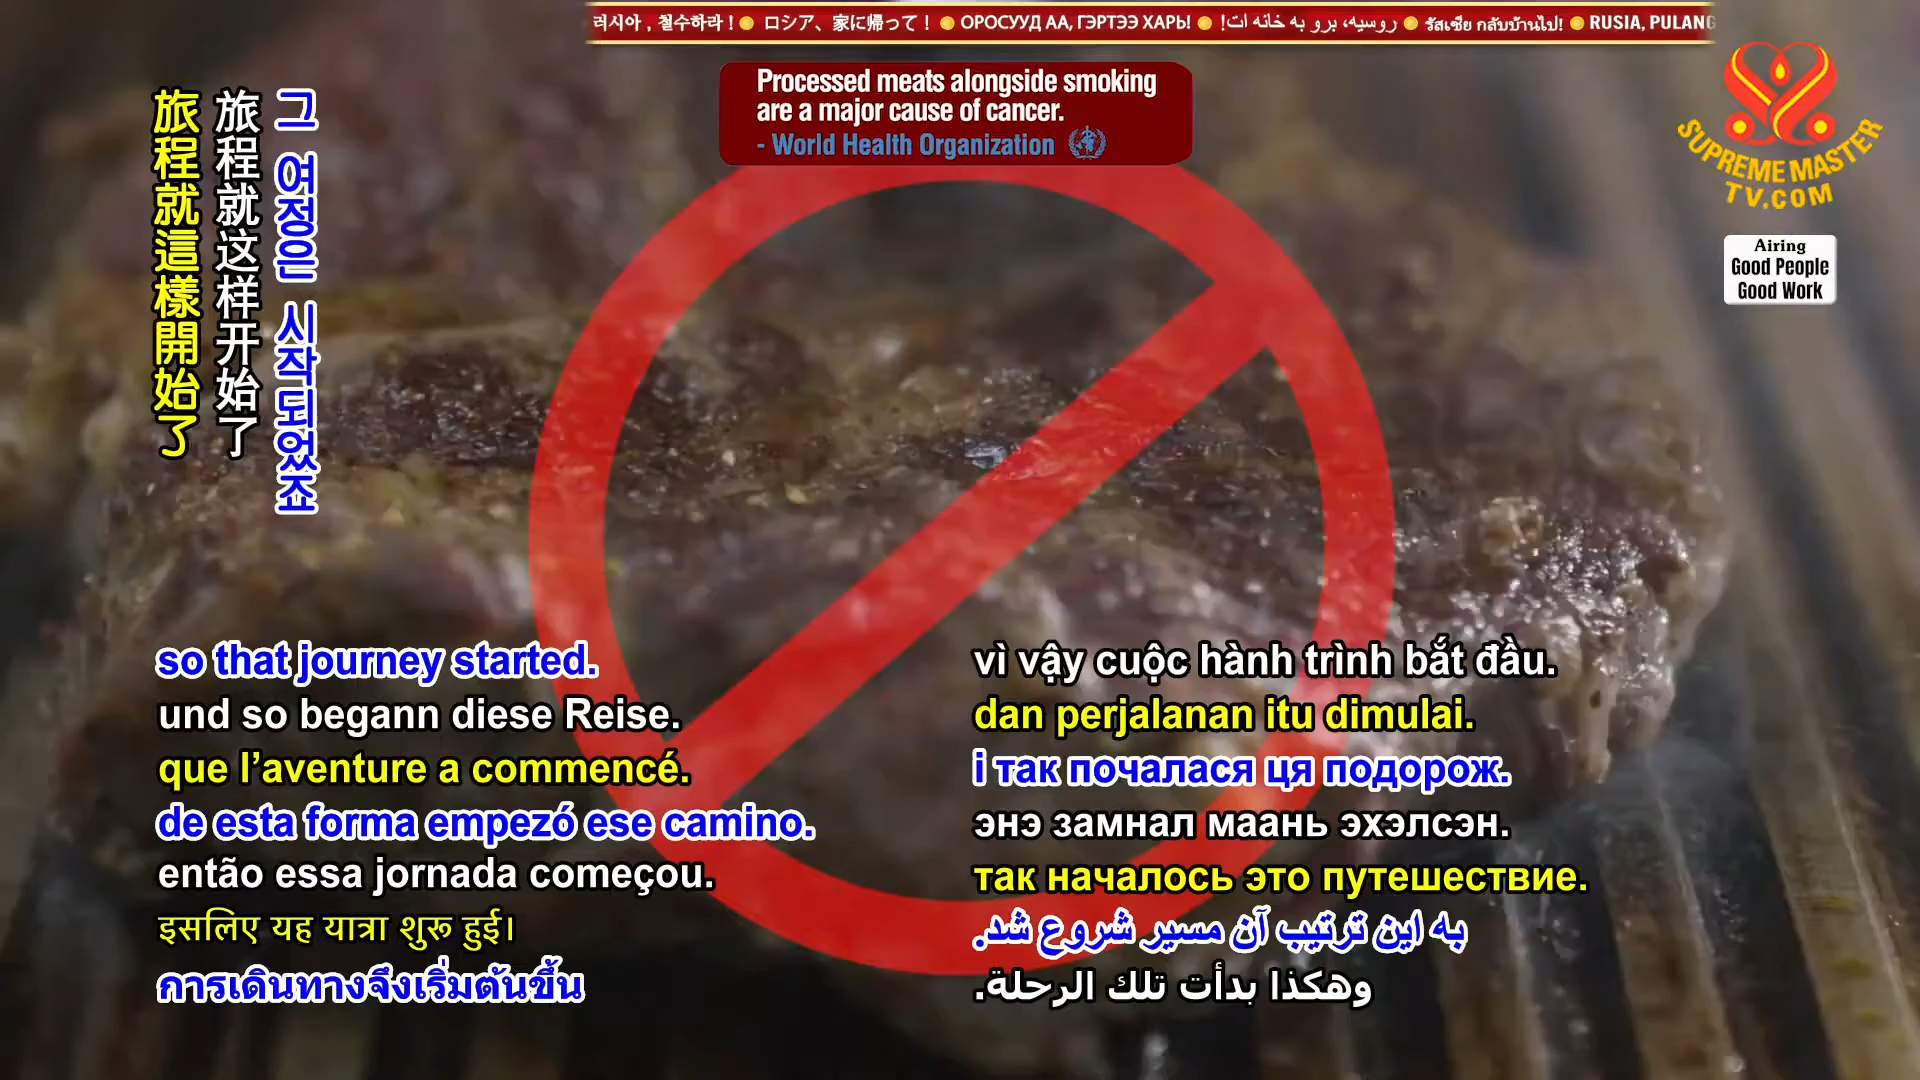 러시아, 철수하라! ロシア、家に帰って! ОРОСУУД АА, ГЭРТЭЭ ХАРЬ! روسیه، برو به خانه ات! รัสเซีย กลับบ้านไป! RUSIA, PULANG
Processed meats alongside smoking
are a major cause of cancer.
- World Health Organization
SUPREME MASTER
TV.COM
Airing
Good People
Good Work
旅程就這樣開始了
旅程就这样开始了
그 여정은 시작되었죠
so that journey started.
und so begann diese Reise.
que l’aventure a commencé.
de esta forma empezó ese camino.
então essa jornada começou.
इसलिए यह यात्रा शुरू हुई।
การเดินทางจึงเริ่มต้นขึ้น
vì vậy cuộc hành trình bắt đầu.
dan perjalanan itu dimulai.
і так почалася ця подорож.
энэ замнал маань эхэлсэн.
так началось это путешествие.
به این ترتیب آن مسیر شروع شد.
وهكذا بدأت تلك الرحلة.